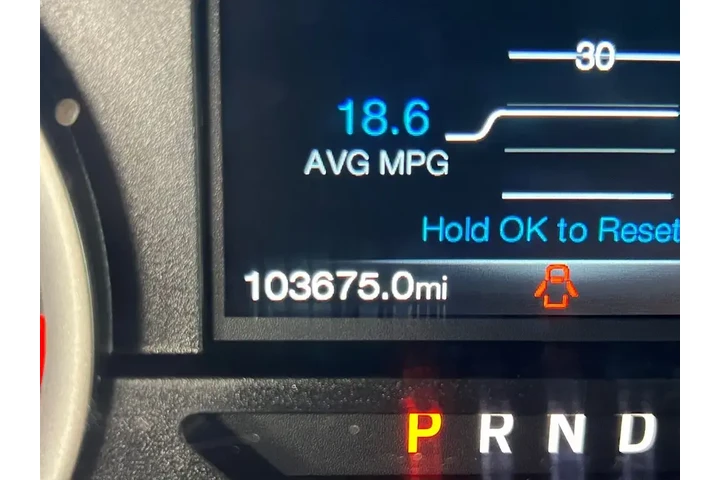 30
18.6
AVG MPG
Hold OK to Reset
103675.0mi
P R N D